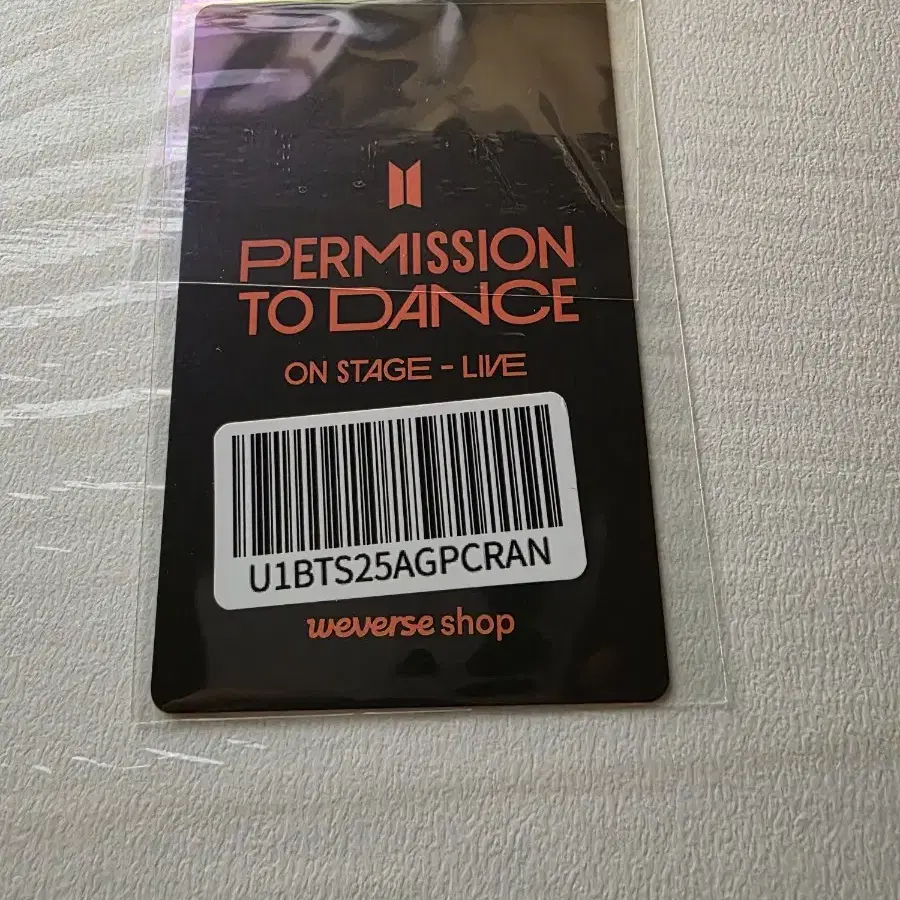 PERMISSION
TO DANCE
ON STAGE - LIVE
U1BTS25AGPCRAN
weverse shop